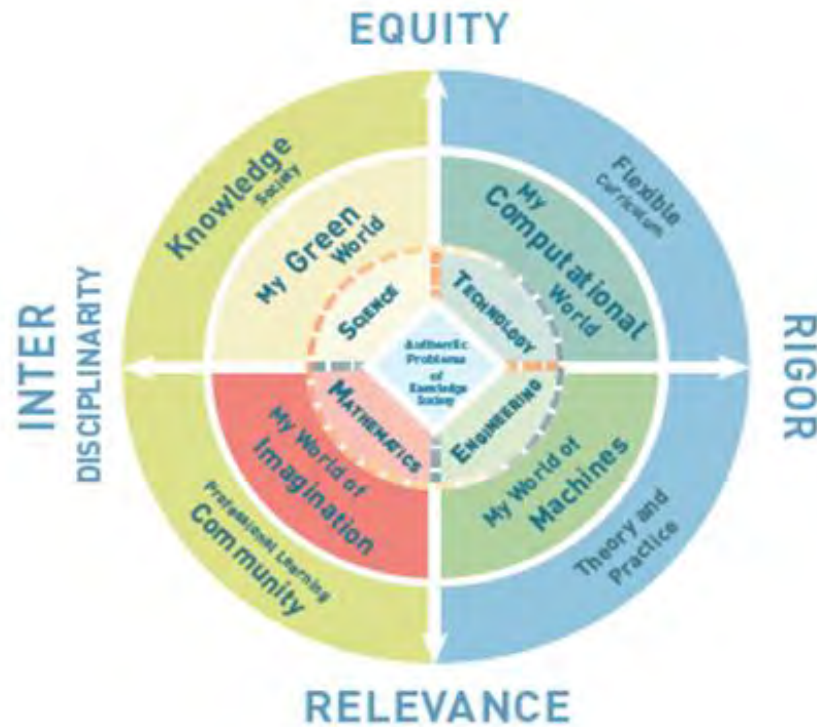 EQUITY
Knowledge
Society
Flexible
Curriculum
My Green
World
My
Computational
World
SCIENCE
TECHNOLOGY
INTER
DISCIPLINARITY
Authentic
Problems
of
Knowledge
Society
RIGOR
MATHEMATICS
ENGINEERING
My World of
Imagination
My World of
Machines
Professional Learning
Community
Theory and
Practice
RELEVANCE